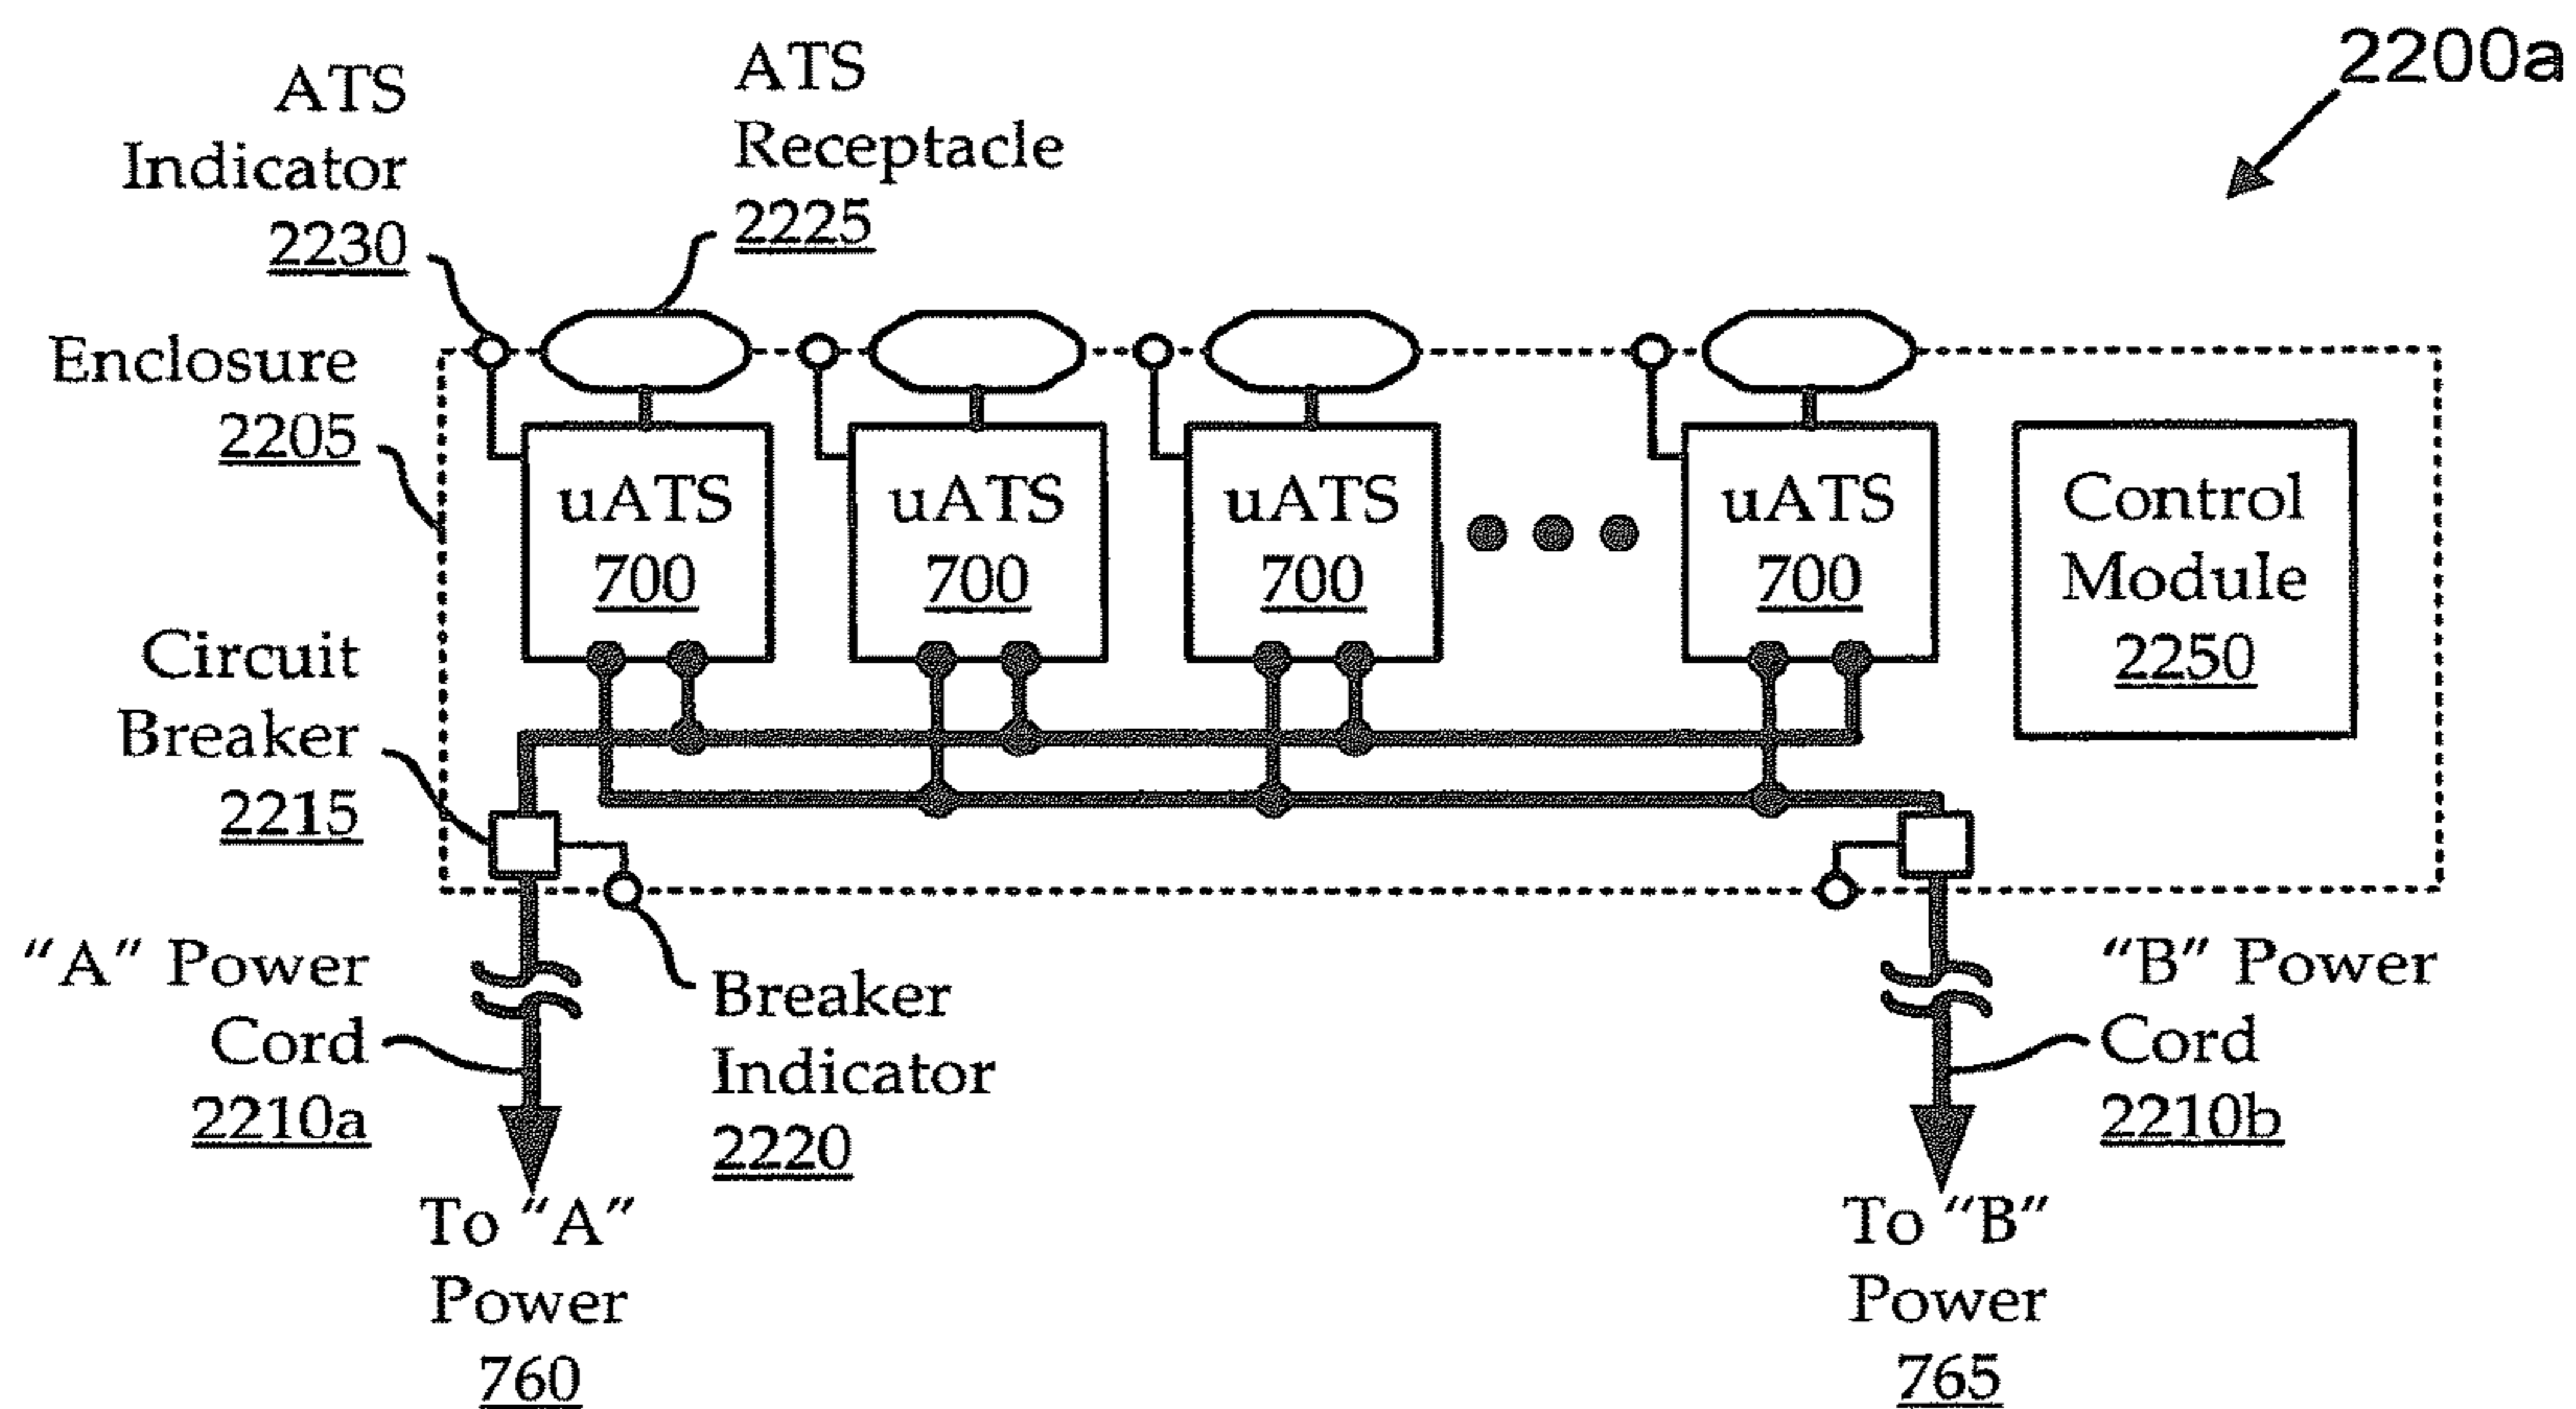 2200a
ATS
Indicator
2230
ATS
Receptacle
2225
Enclosure
2205
uATS
700
uATS
700
uATS
700
uATS
700
Control
Module
2250
Circuit
Breaker
2215
“A” Power
Cord
2210a
Breaker
Indicator
2220
“B” Power
Cord
2210b
To “A”
Power
760
To “B”
Power
765